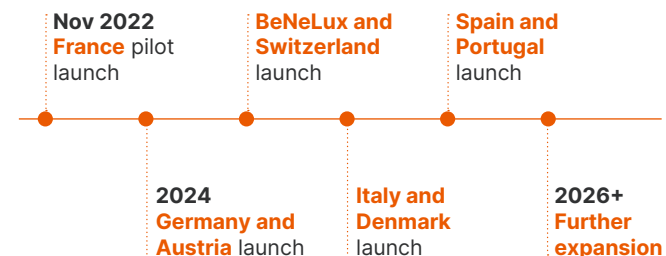 Nov 2022
France pilot
launch
2024
Germany and
Austria launch
BeNeLux and
Switzerland
launch
Italy and
Denmark
launch
Spain and
Portugal
launch
2026+
Further
expansion